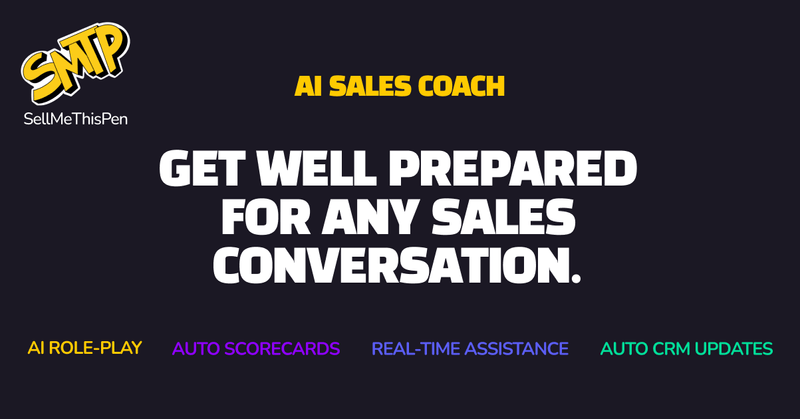 SMTP
SellMeThisPen
AI SALES COACH
GET WELL PREPARED
FOR ANY SALES
CONVERSATION.
AI ROLE-PLAY AUTO SCORECARDS REAL-TIME ASSISTANCE AUTO CRM UPDATES